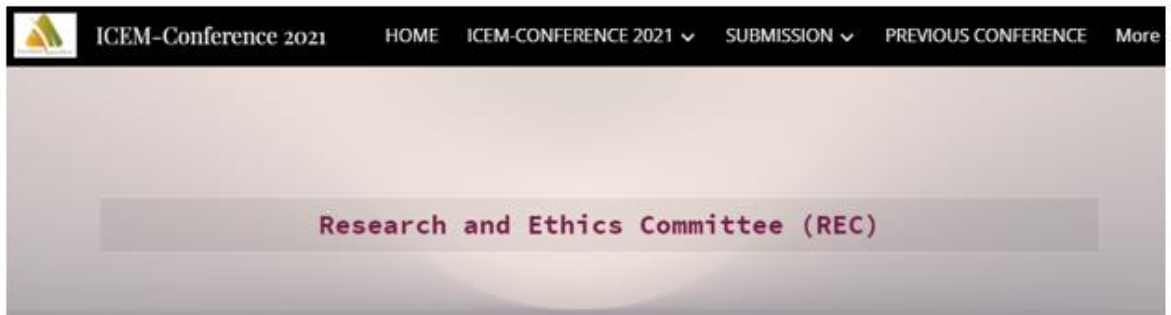 ICEM-Conference 2021 HOME ICEM-CONFERENCE 2021 SUBMISSION PREVIOUS CONFERENCE More
Research and Ethics Committee (REC)